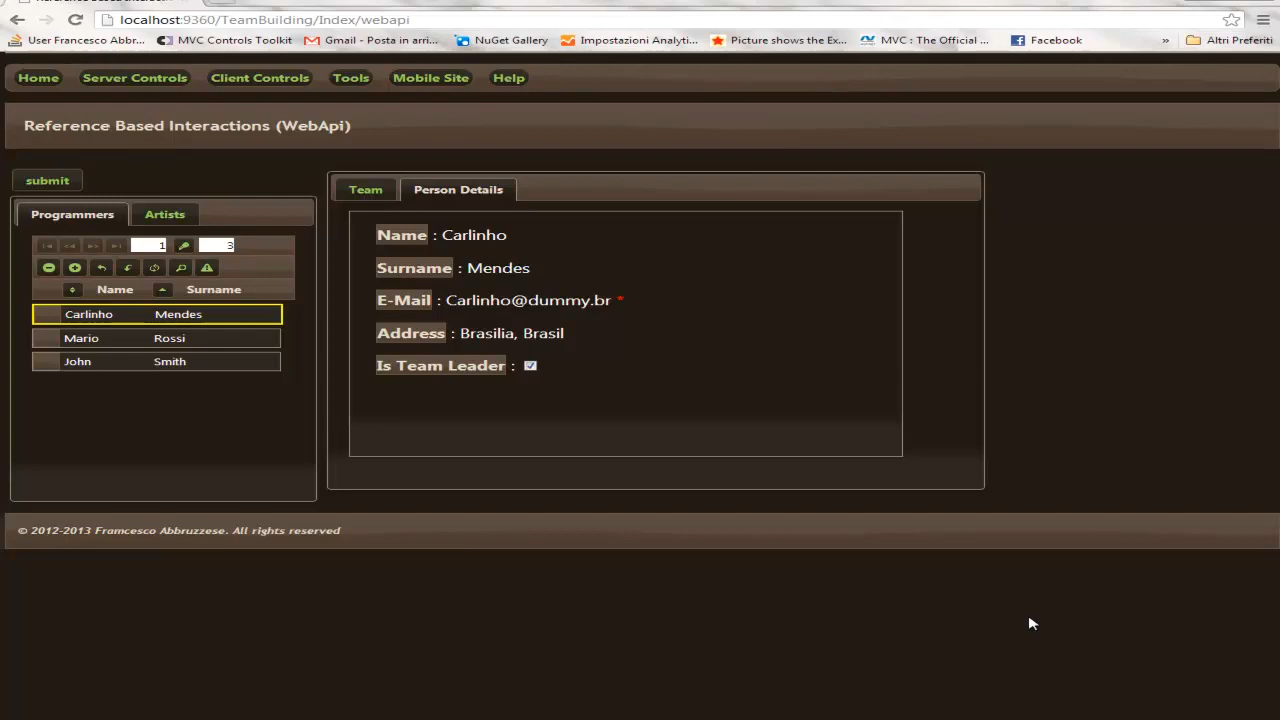 localhost:9360/TeamBuilding/Index/webapi
User Francesco Abbr... MVC Controls Toolkit Gmail - Posta in arri... NuGet Gallery Impostazioni Analyti... Picture shows the Ex... MVC : The Official ... Facebook » Altri Preferiti
Home Server Controls Client Controls Tools Mobile Site Help
Reference Based Interactions (WebApi)
submit
Programmers Artists
1 3
Name Surname
Carlinho Mendes
Mario Rossi
John Smith
Team Person Details
Name : Carlinho
Surname : Mendes
E-Mail : Carlinho@dummy.br *
Address : Brasilia, Brasil
Is Team Leader :
© 2012-2013 Framcesco Abbruzzese. All rights reserved